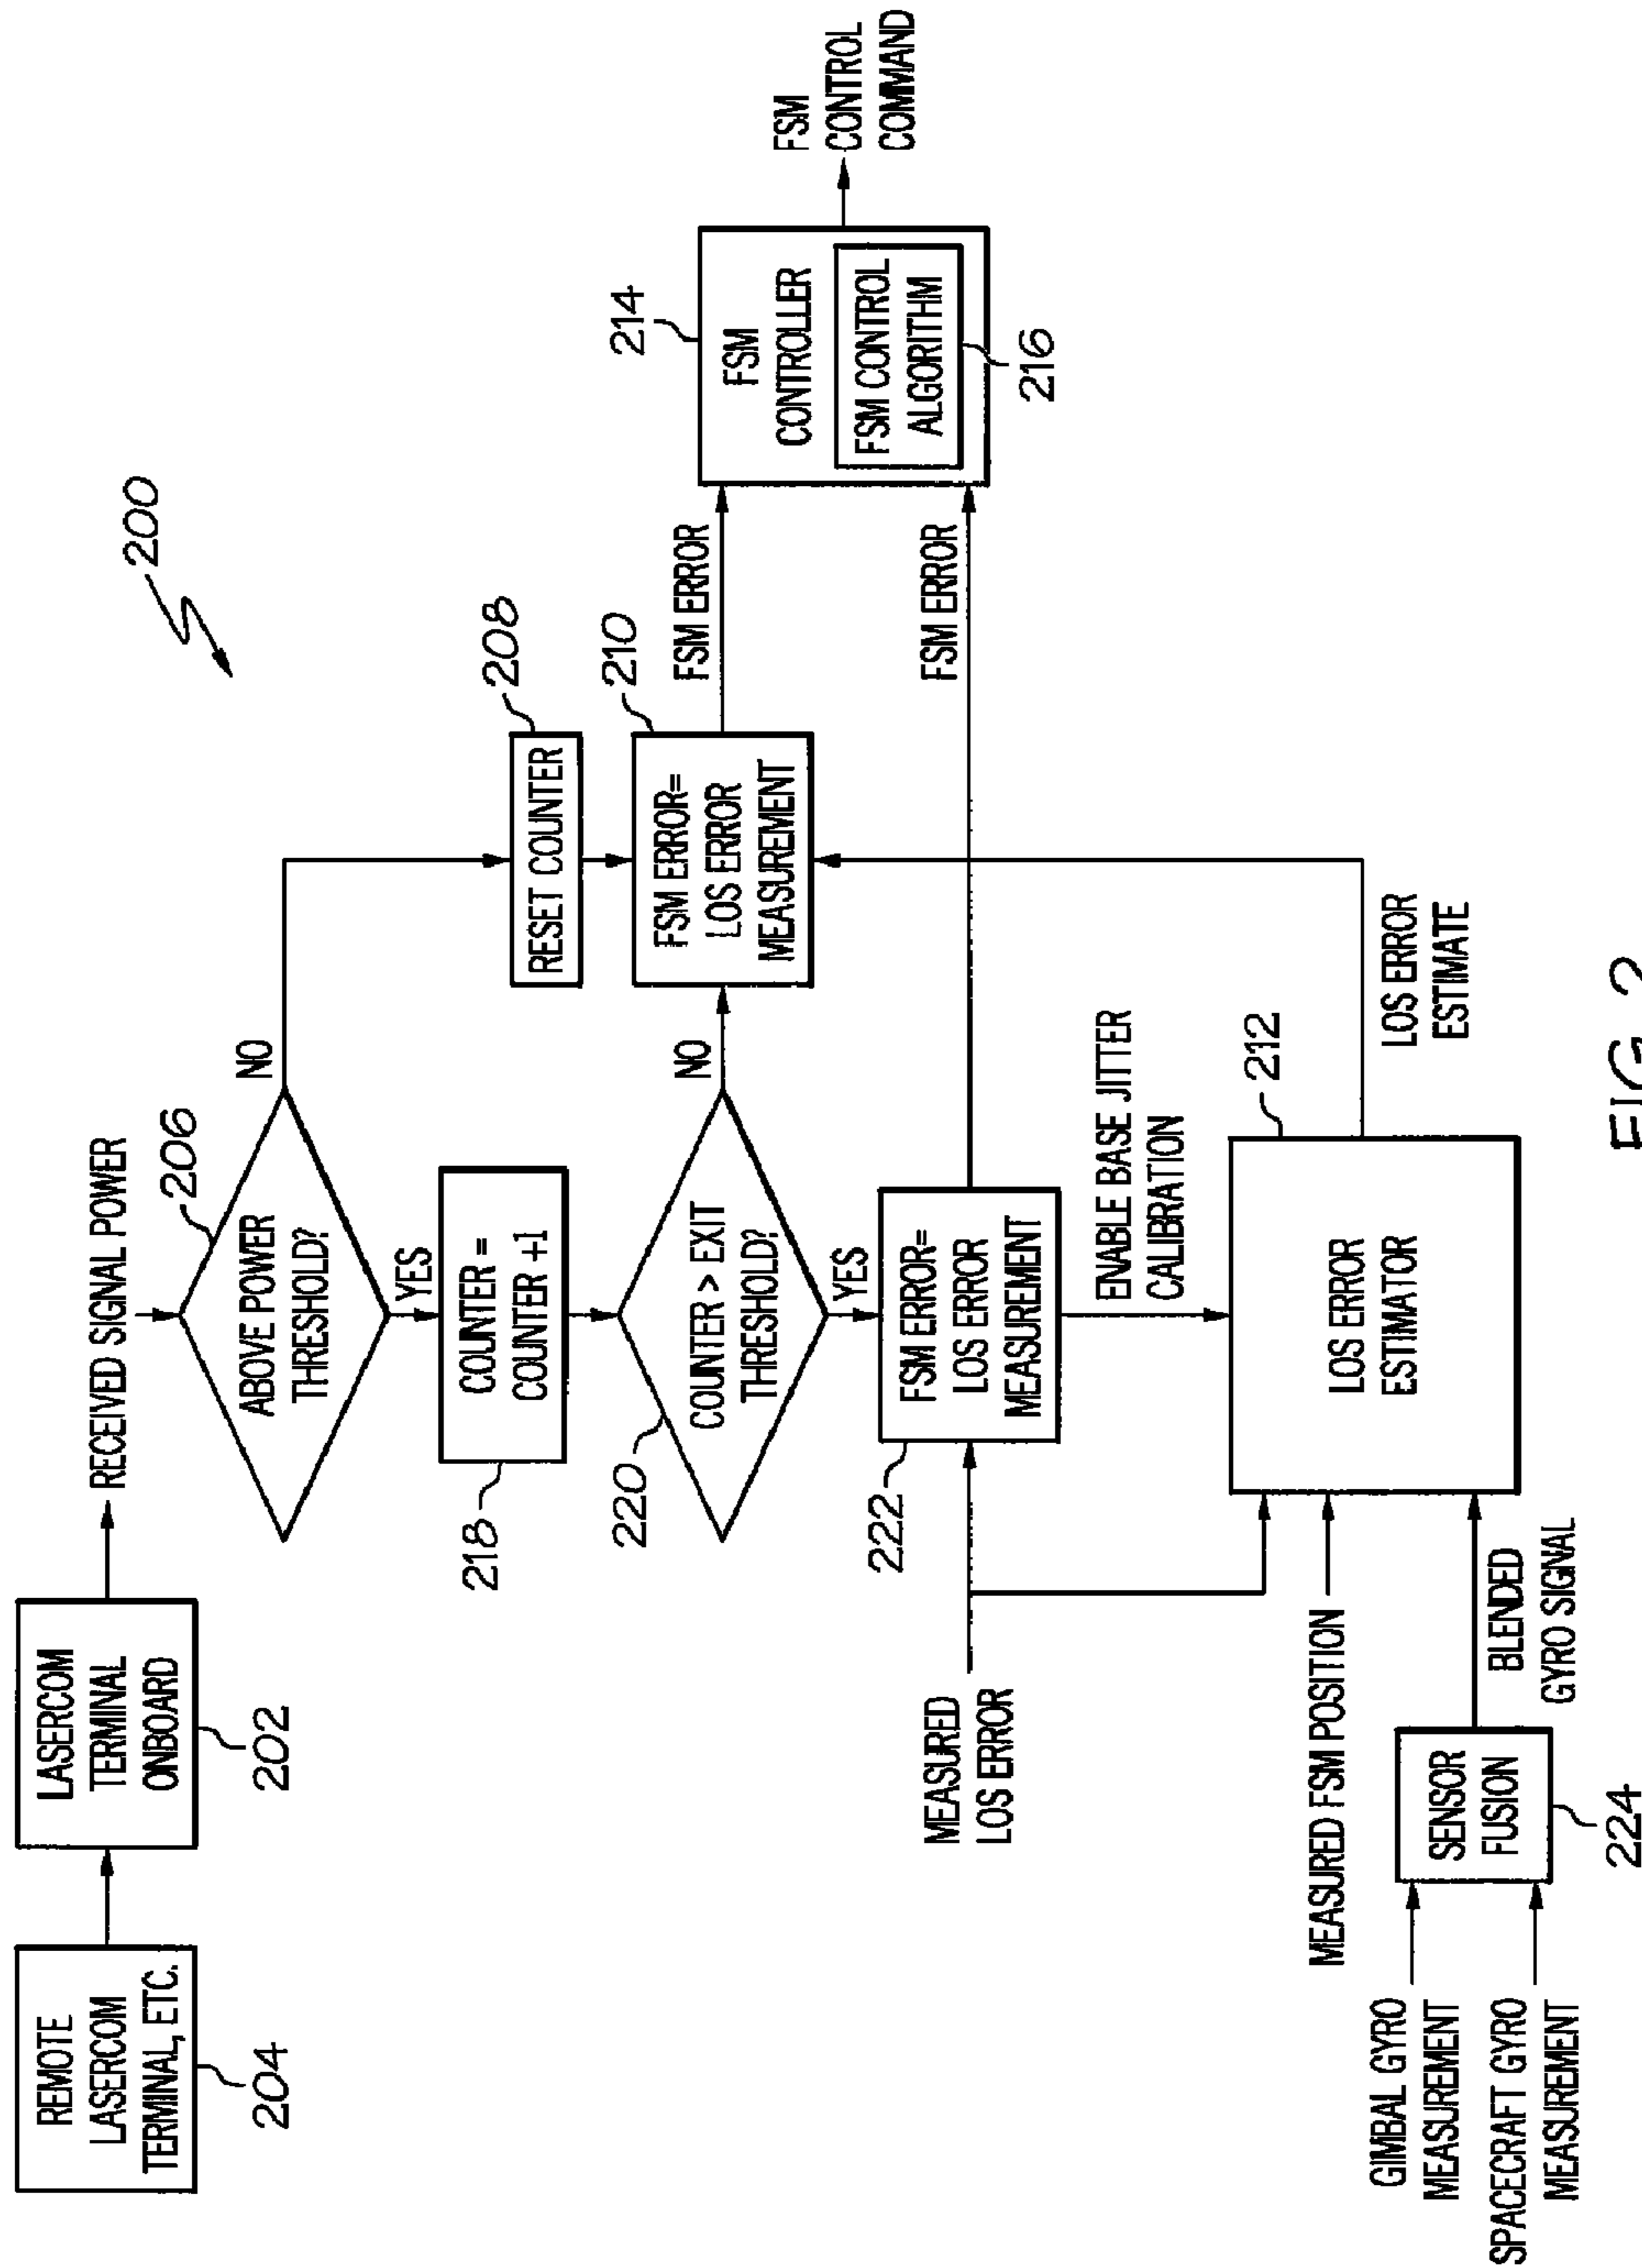 200
REMOTE
LASERCOM
TERMINAL, ETC.
204
LASERCOM
TERMINAL
ONBOARD
202
RECEIVED SIGNAL POWER
206
ABOVE POWER
THRESHOLD?
NO
YES
COUNTER =
COUNTER +1
218
RESET COUNTER
208
220
COUNTER > EXIT
THRESHOLD?
NO
YES
FSM ERROR=
LOS ERROR
MEASUREMENT
210
FSM ERROR
214
FSM
CONTROLLER
FSM CONTROL
ALGORITHM
216
FSM
CONTROL
COMMAND
MEASURED
LOS ERROR
222
FSM ERROR=
LOS ERROR
MEASUREMENT
FSM ERROR
ENABLE BASE JITTER
CALIBRATION
MEASURED FSM POSITION
212
LOS ERROR
ESTIMATOR
LOS ERROR
ESTIMATE
GIMBAL GYRO
MEASUREMENT
SPACECRAFT GYRO
MEASUREMENT
SENSOR
FUSION
224
BLENDED
GYRO SIGNAL
FIG. 2